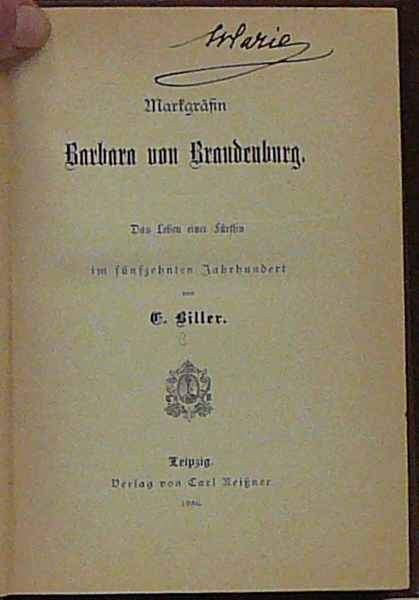 Marie
Markgräfin
Barbara von Brandenburg.
Das Leben einer Fürstin
im fünfzehnten Jahrhundert
von
E. Biller.
Leipzig.
Verlag von Carl Reißner